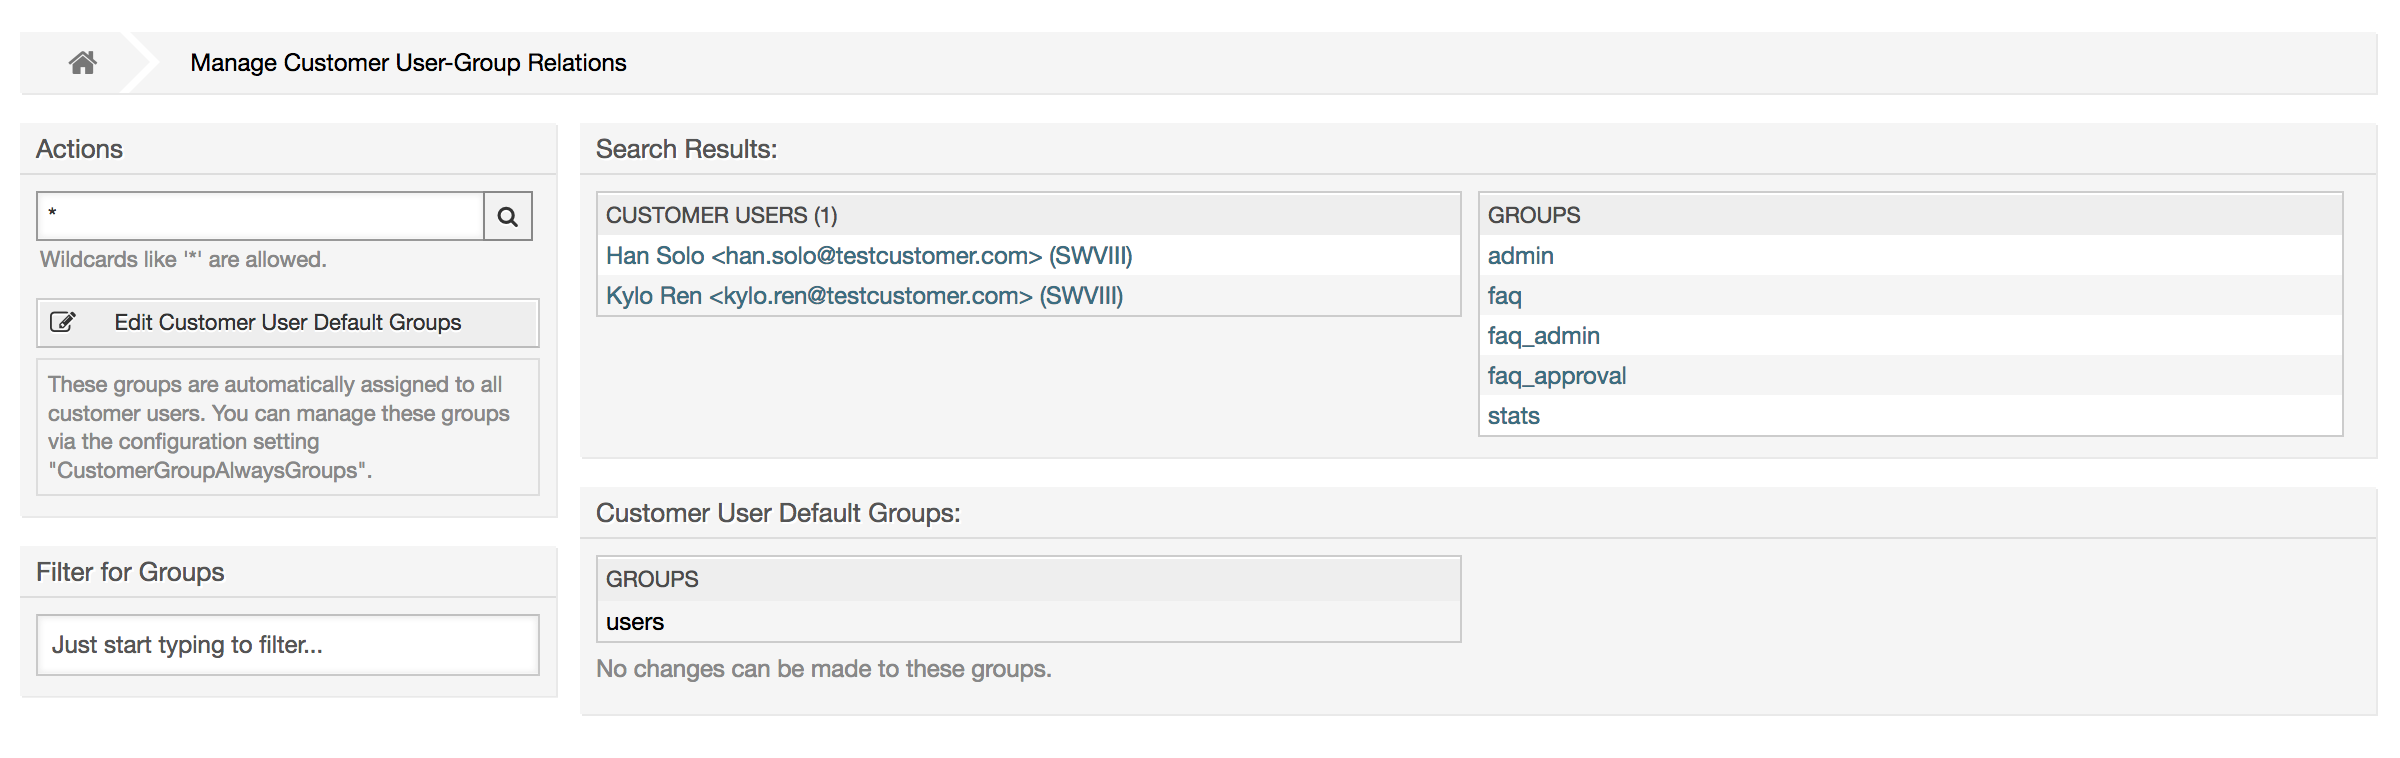 Manage Customer User-Group Relations
Actions
*
Wildcards like '*' are allowed.
Edit Customer User Default Groups
These groups are automatically assigned to all
customer users. You can manage these groups
via the configuration setting
"CustomerGroupAlwaysGroups".
Filter for Groups
Just start typing to filter...
Search Results:
CUSTOMER USERS (1)
Han Solo <han.solo@testcustomer.com> (SWVIII)
Kylo Ren <kylo.ren@testcustomer.com> (SWVIII)
GROUPS
admin
faq
faq_admin
faq_approval
stats
Customer User Default Groups:
GROUPS
users
No changes can be made to these groups.